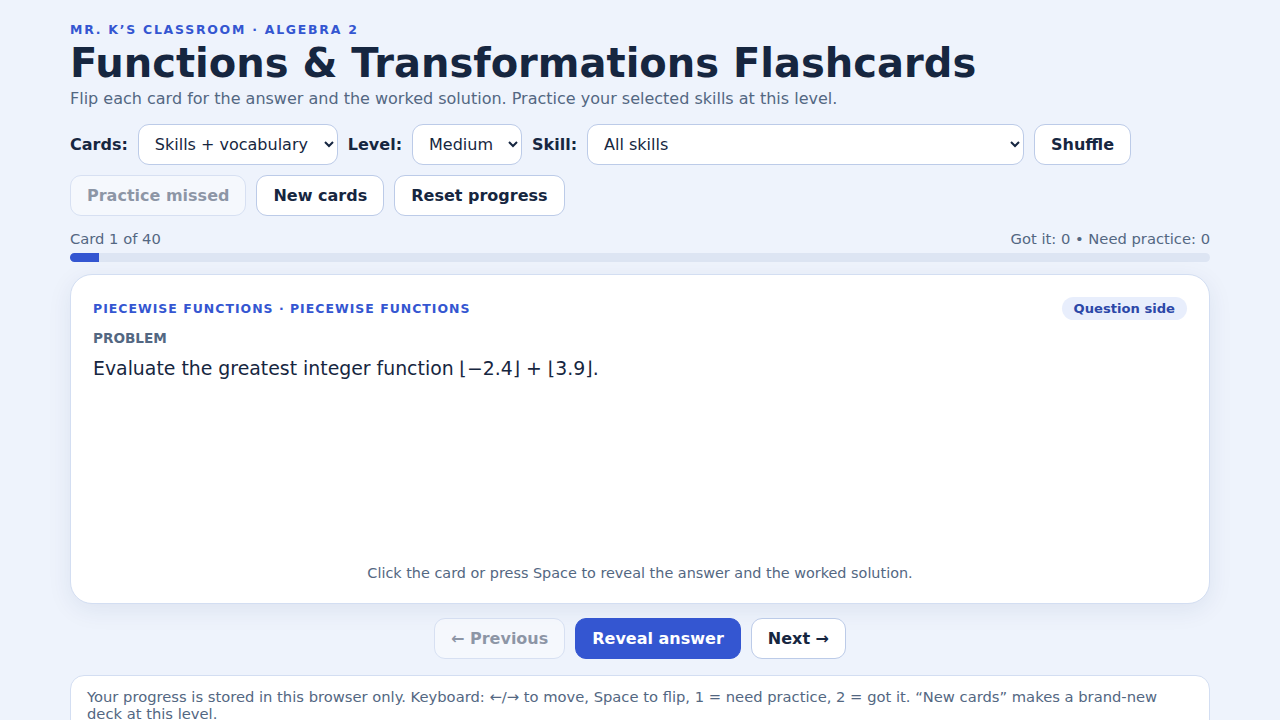 MR. K’S CLASSROOM · ALGEBRA 2
Functions & Transformations Flashcards
Flip each card for the answer and the worked solution. Practice your selected skills at this level.
Cards: Skills + vocabulary Level: Medium Skill: All skills Shuffle
Practice missed New cards Reset progress
Card 1 of 40 Got it: 0 • Need practice: 0
PIECEWISE FUNCTIONS · PIECEWISE FUNCTIONS Question side
PROBLEM
Evaluate the greatest integer function ⌊−2.4⌋ + ⌊3.9⌋.
Click the card or press Space to reveal the answer and the worked solution.
← Previous Reveal answer Next →
Your progress is stored in this browser only. Keyboard: ←/→ to move, Space to flip, 1 = need practice, 2 = got it. “New cards” makes a brand-new
deck at this level.